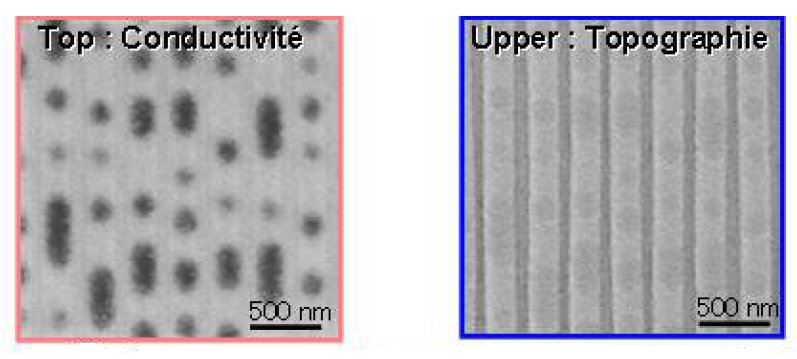 Top : Conductivité
Upper : Topographie
500 nm
500 nm